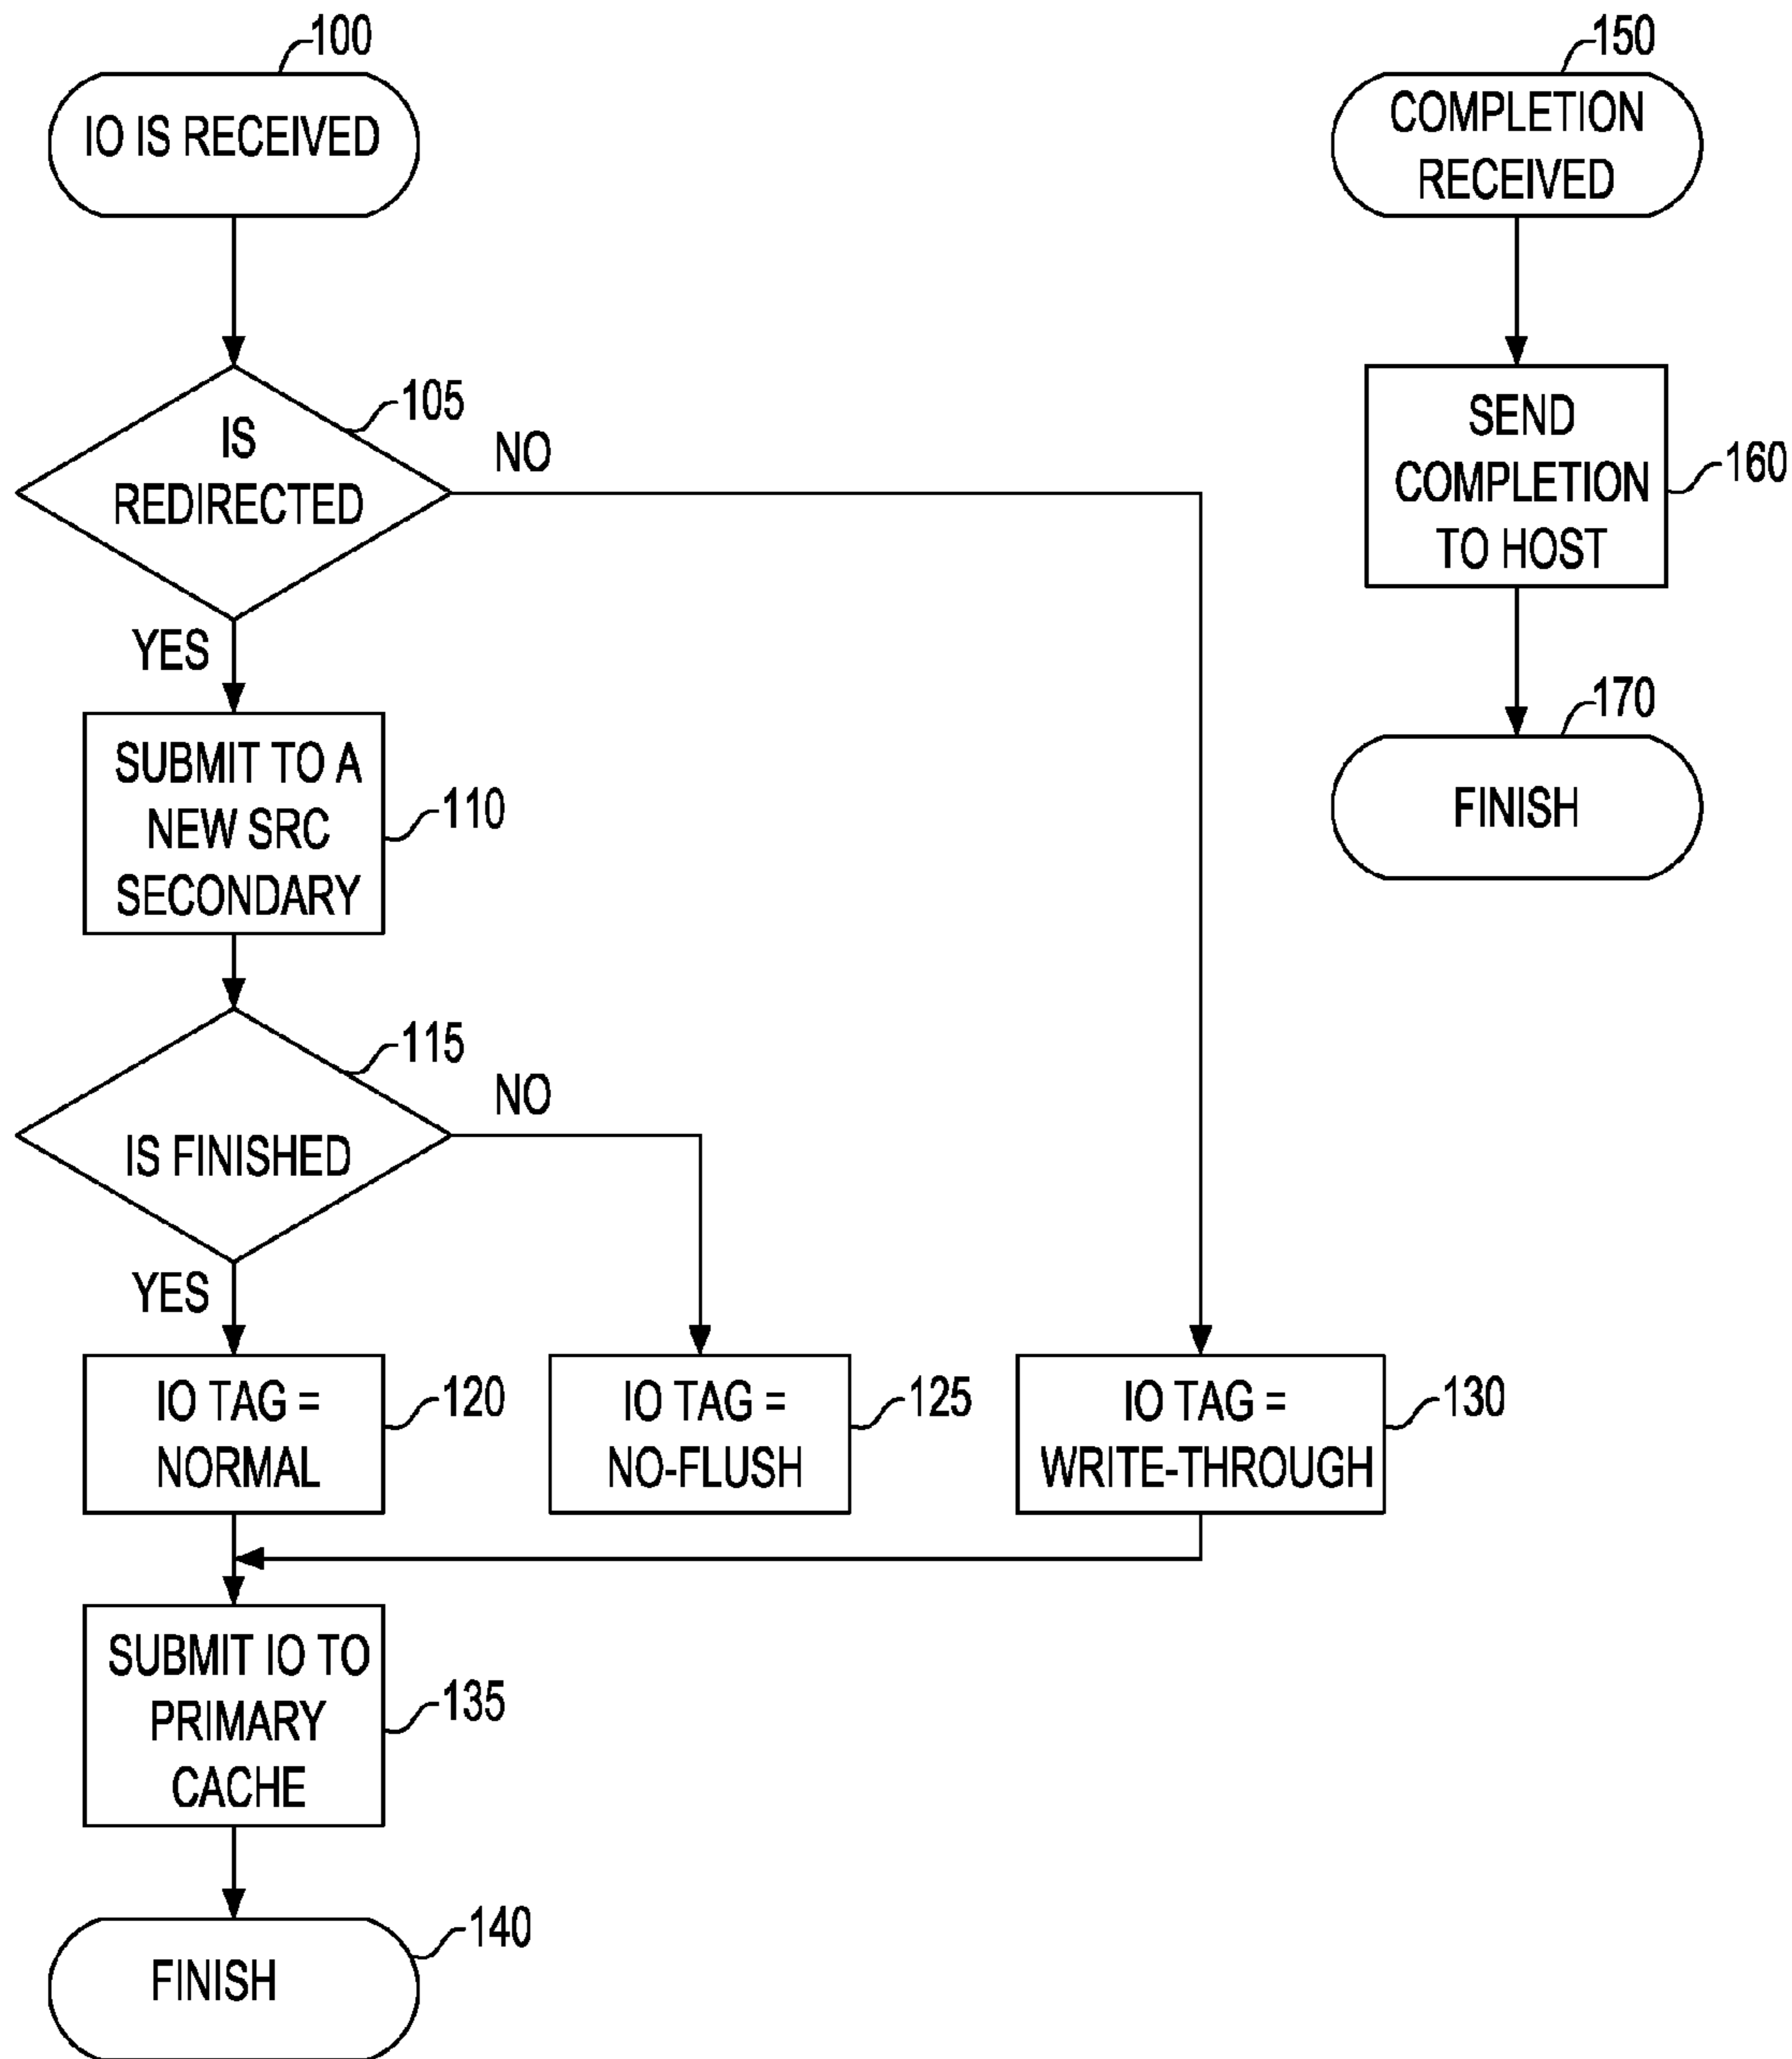 100
IO IS RECEIVED
105
IS
REDIRECTED
NO
YES
SUBMIT TO A
NEW SRC
SECONDARY
110
115
NO
IS FINISHED
YES
IO TAG =
NORMAL
120
IO TAG =
NO-FLUSH
125
IO TAG =
WRITE-THROUGH
130
SUBMIT IO TO
PRIMARY
CACHE
135
140
FINISH
150
COMPLETION
RECEIVED
SEND
COMPLETION
TO HOST
160
170
FINISH